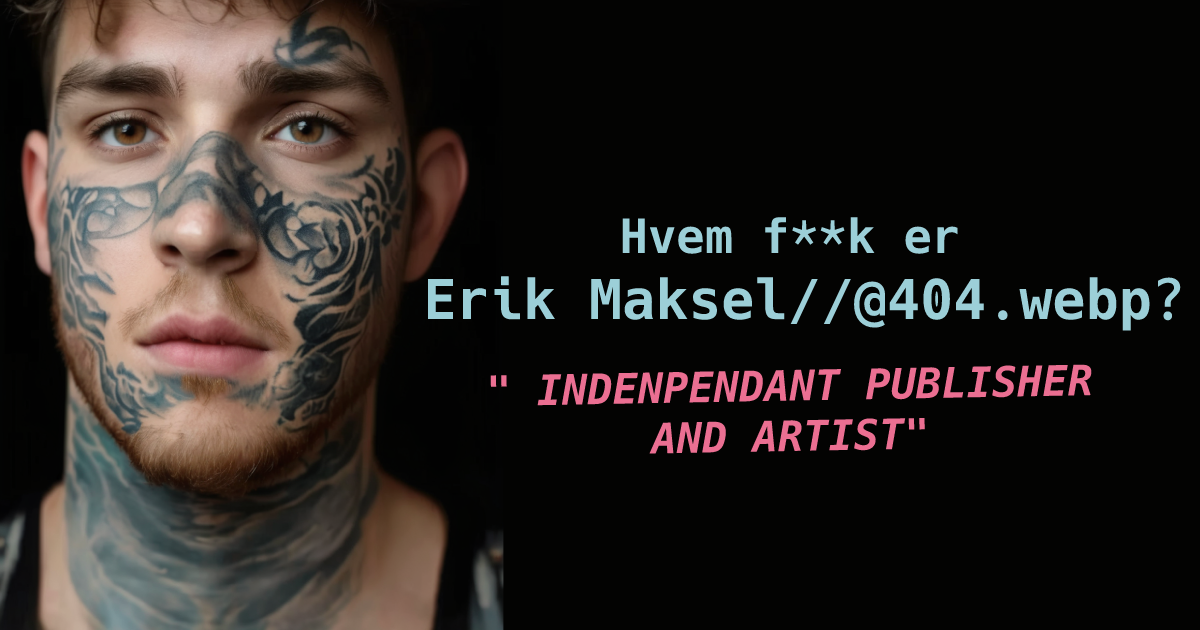 Hvem f**k er
Erik Maksel//@404.webp?
" INDENPENDANT PUBLISHER
AND ARTIST"